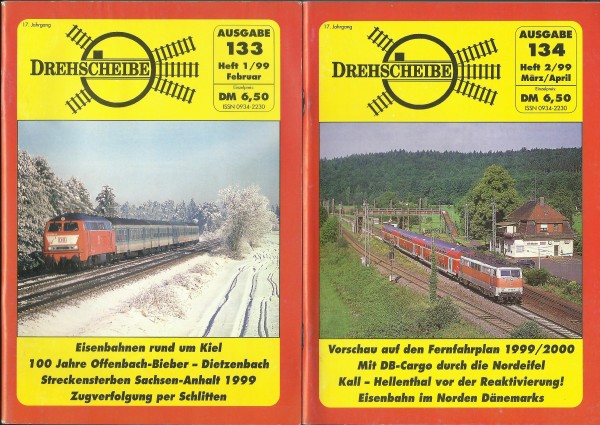 17. Jahrgang
DREHSCHEIBE
AUSGABE
133
Heft 1/99
Februar
Einzelpreis
DM 6,50
ISSN 0934-2230
Eisenbahnen rund um Kiel
100 Jahre Offenbach-Bieber – Dietzenbach
Streckensterben Sachsen-Anhalt 1999
Zugverfolgung per Schlitten
17. Jahrgang
DREHSCHEIBE
AUSGABE
134
Heft 2/99
März/April
Einzelpreis
DM 6,50
ISSN 0934-2230
Vorschau auf den Fernfahrplan 1999/2000
Mit DB-Cargo durch die Nordeifel
Kall – Hellenthal vor der Reaktivierung!
Eisenbahn im Norden Dänemarks